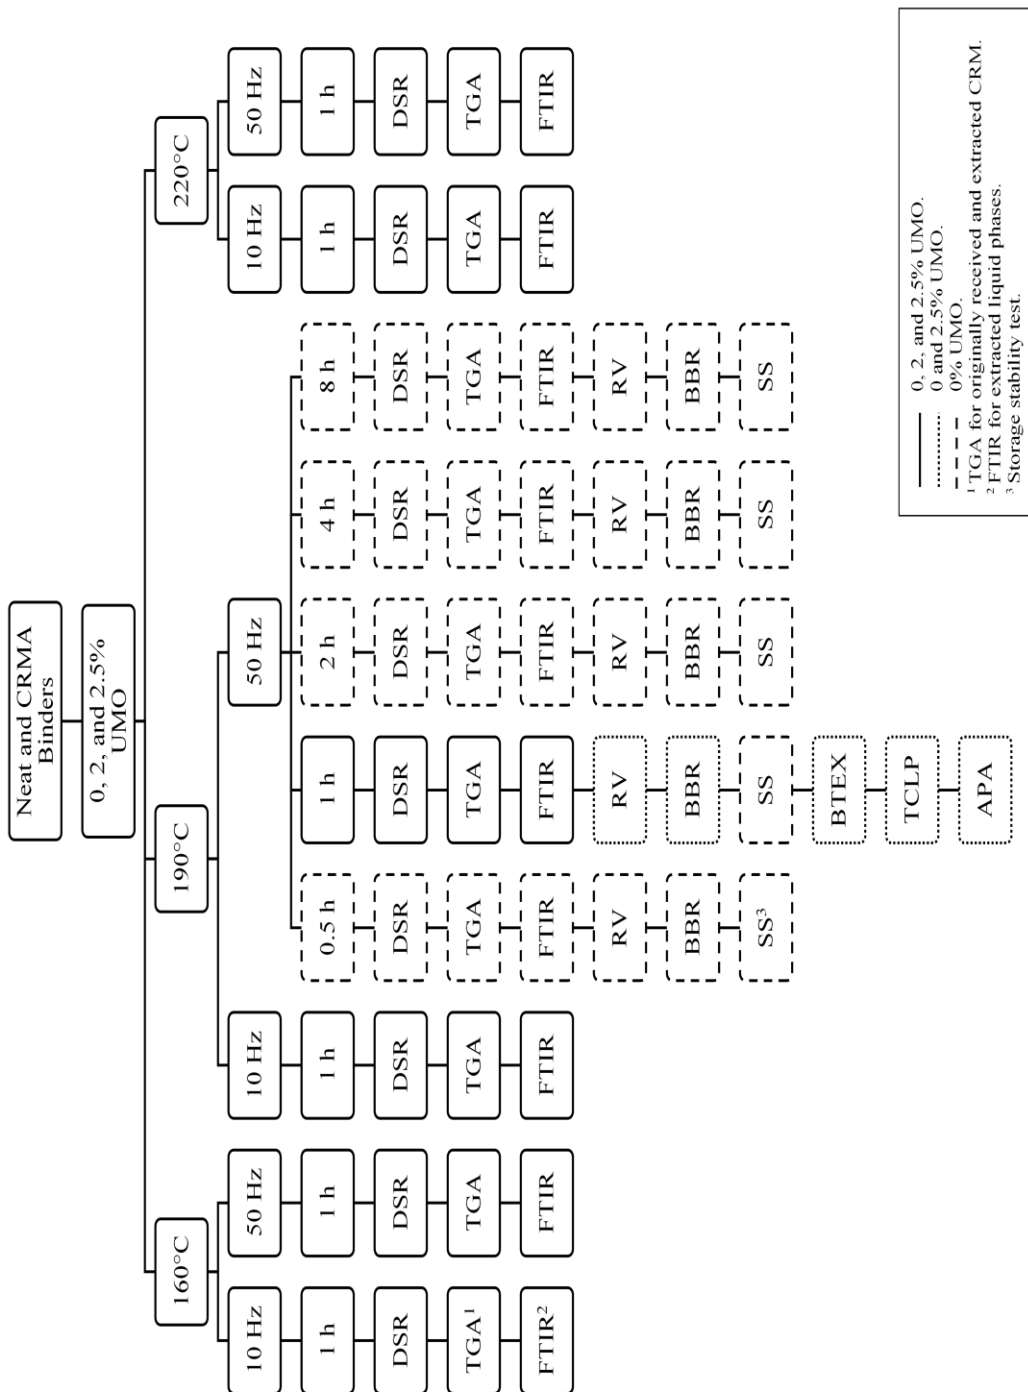 Neat and CRMA
Binders
0, 2, and 2.5%
UMO
160°C
190°C
220°C
10 Hz
50 Hz
10 Hz
50 Hz
10 Hz
50 Hz
1 h
1 h
1 h
0.5 h
1 h
2 h
4 h
8 h
1 h
1 h
DSR
DSR
DSR
DSR
DSR
DSR
DSR
DSR
DSR
DSR
TGA¹
TGA
TGA
TGA
TGA
TGA
TGA
TGA
TGA
TGA
FTIR²
FTIR
FTIR
FTIR
FTIR
FTIR
FTIR
FTIR
FTIR
FTIR
RV
RV
RV
RV
RV
BBR
BBR
BBR
BBR
BBR
SS³
SS
SS
SS
SS
BTEX
TCLP
APA
0, 2, and 2.5% UMO.
0 and 2.5% UMO.
0% UMO.
¹ TGA for originally received and extracted CRM.
² FTIR for extracted liquid phases.
³ Storage stability test.